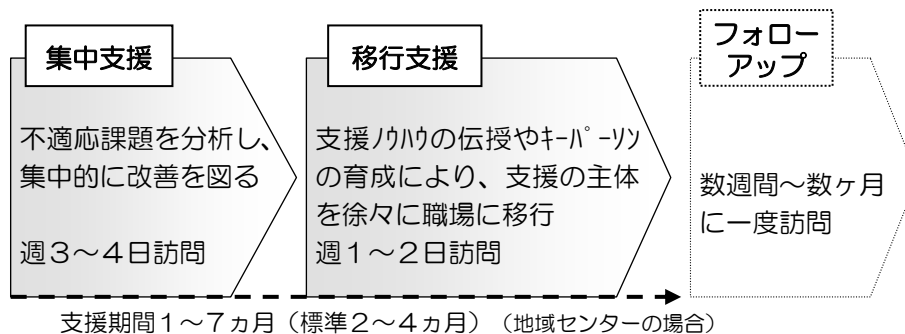 集中支援
不適応課題を分析し、
集中的に改善を図る
週3～4日訪問
移行支援
支援ﾉｳﾊｳの伝授やｷｰﾊﾟｰｿﾝ
の育成により、支援の主体
を徐々に職場に移行
週1～2日訪問
フォロー
アップ
数週間～数ヶ月
に一度訪問
支援期間1～7ヵ月（標準2～4ヵ月）（地域センターの場合）